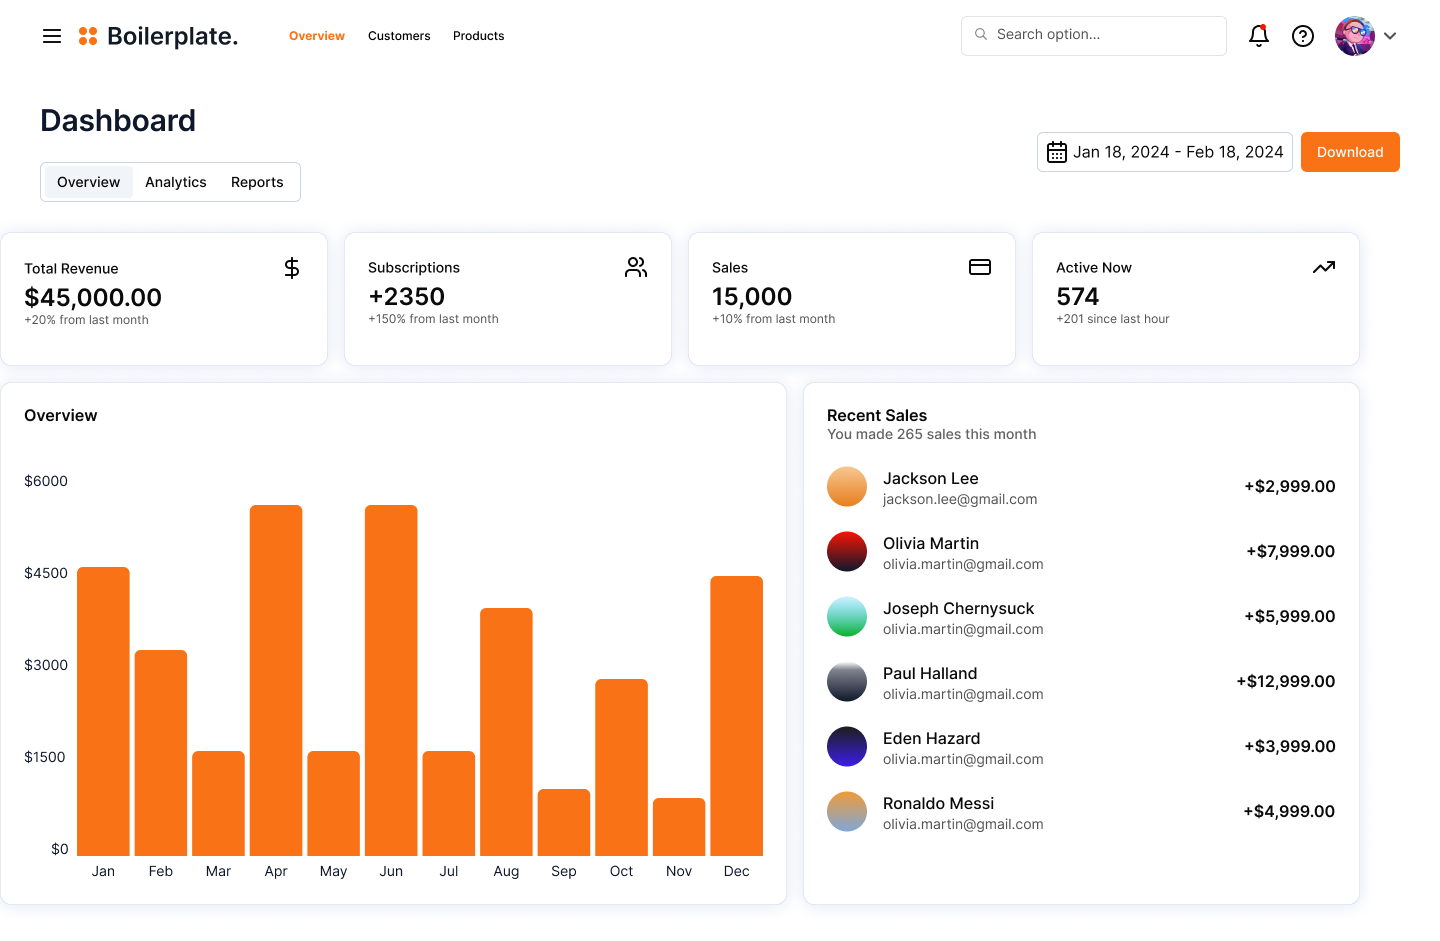 Boilerplate.
Overview Customers Products
Search option...
Dashboard
Jan 18, 2024 - Feb 18, 2024
Download
Overview Analytics Reports
Total Revenue
$45,000.00
+20% from last month
Subscriptions
+2350
+150% from last month
Sales
15,000
+10% from last month
Active Now
574
+201 since last hour
Overview
$6000
$4500
$3000
$1500
$0
Jan Feb Mar Apr May Jun Jul Aug Sep Oct Nov Dec
Recent Sales
You made 265 sales this month
Jackson Lee
jackson.lee@gmail.com
+$2,999.00
Olivia Martin
olivia.martin@gmail.com
+$7,999.00
Joseph Chernysuck
olivia.martin@gmail.com
+$5,999.00
Paul Halland
olivia.martin@gmail.com
+$12,999.00
Eden Hazard
olivia.martin@gmail.com
+$3,999.00
Ronaldo Messi
olivia.martin@gmail.com
+$4,999.00